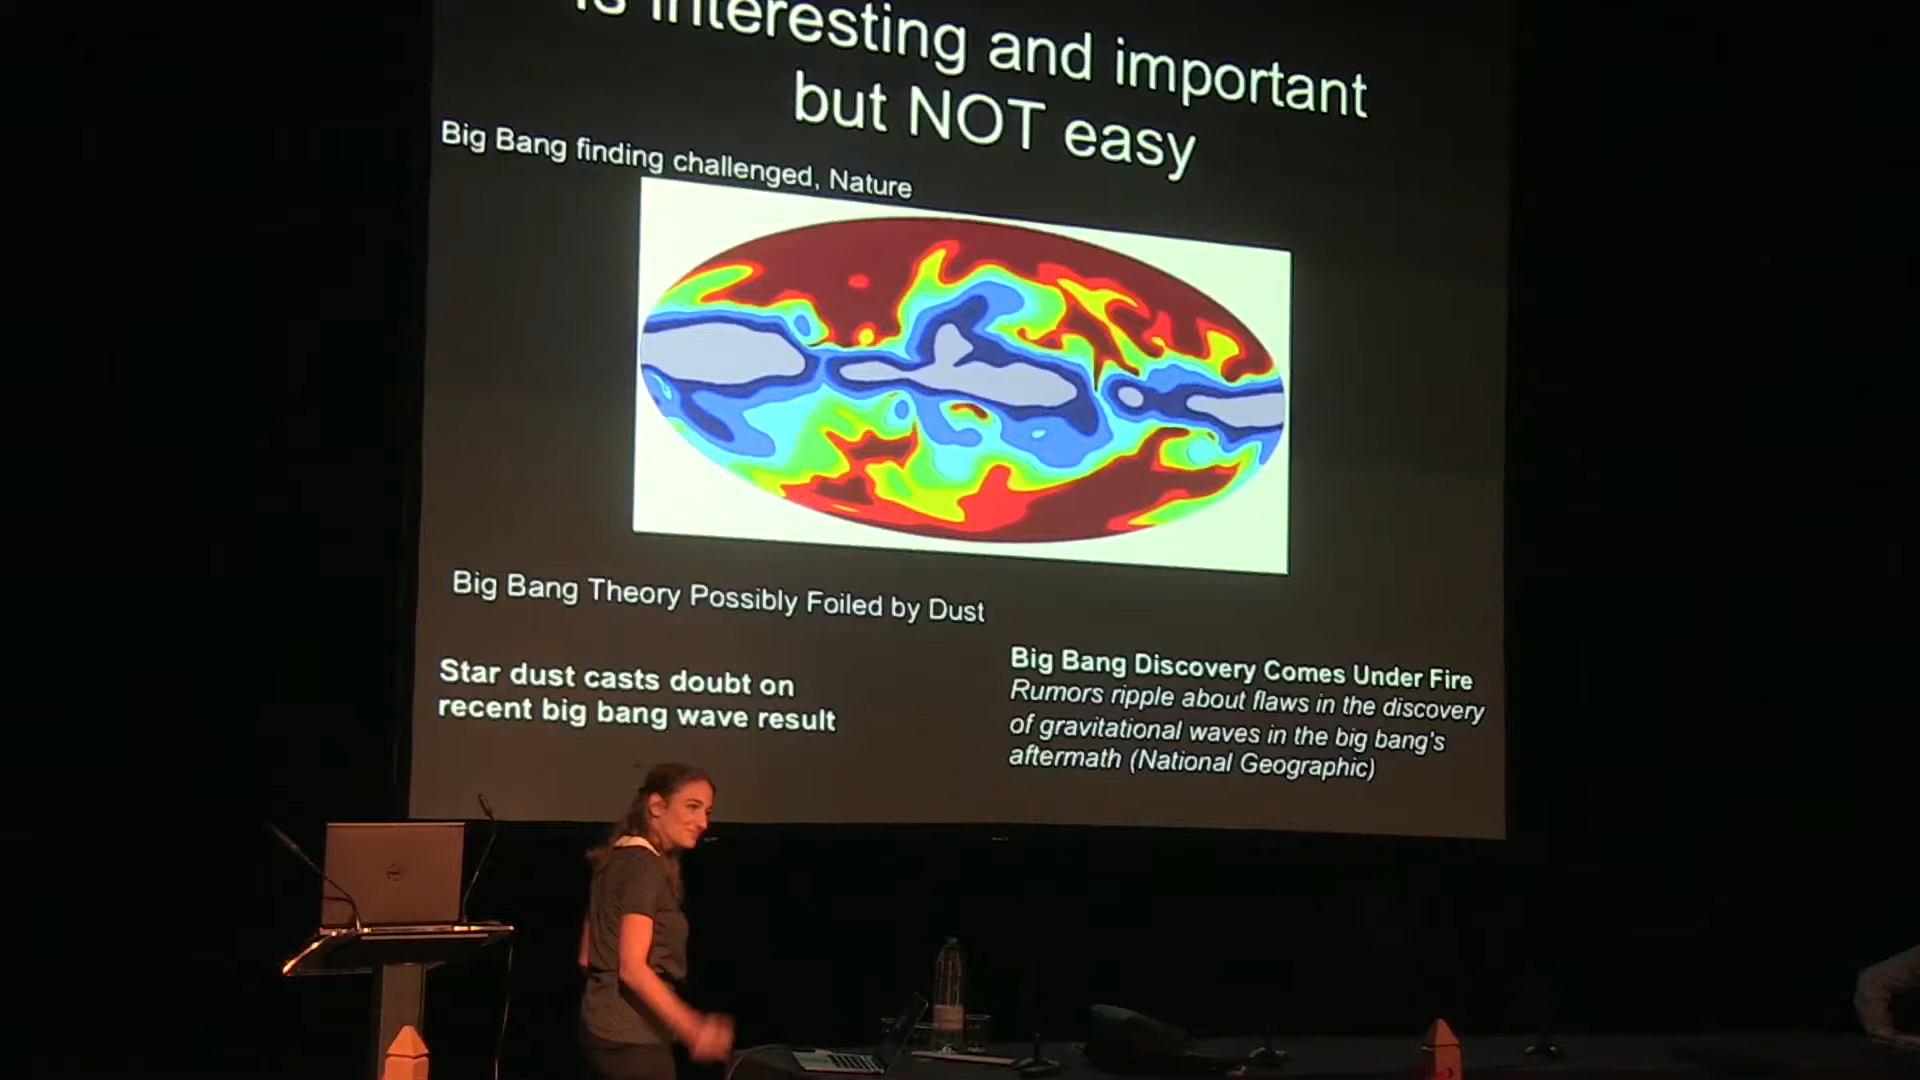 is interesting and important
but NOT easy
Big Bang finding challenged, Nature
Big Bang Theory Possibly Foiled by Dust
Star dust casts doubt on
recent big bang wave result
Big Bang Discovery Comes Under Fire
Rumors ripple about flaws in the discovery
of gravitational waves in the big bang's
aftermath (National Geographic)